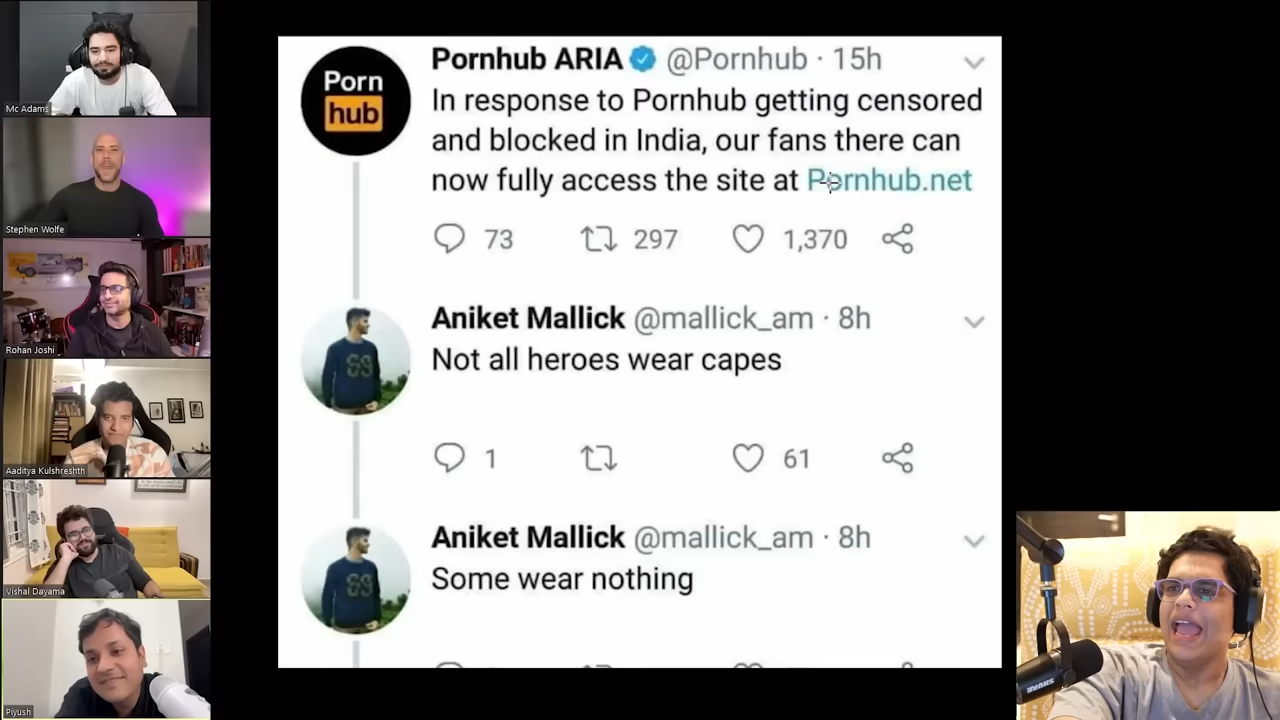 Mc Adams
Stephen Wolfe
Rohan Joshi
Aaditya Kulshreshth
Vishal Dayama
Piyush
Porn
hub
Pornhub ARIA @Pornhub · 15h
In response to Pornhub getting censored
and blocked in India, our fans there can
now fully access the site at Pornhub.net
73 297 1,370
Aniket Mallick @mallick_am · 8h
Not all heroes wear capes
1 61
Aniket Mallick @mallick_am · 8h
Some wear nothing
SHURE